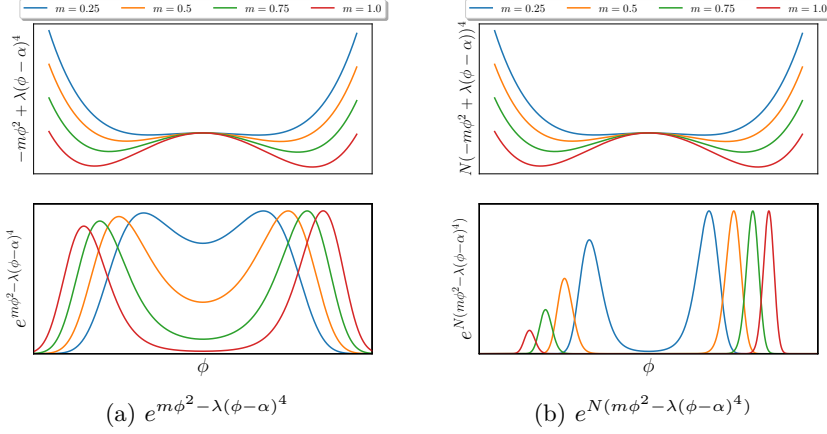 m = 0.25 m = 0.5 m = 0.75 m = 1.0
m = 0.25 m = 0.5 m = 0.75 m = 1.0
−mϕ² + λ(ϕ − α)⁴
N(−mϕ² + λ(ϕ − α))⁴
e^{mϕ²−λ(ϕ−α)⁴}
e^{N(mϕ²−λ(ϕ−α)⁴)}
ϕ
ϕ
(a) e^{mϕ²−λ(ϕ−α)⁴}
(b) e^{N(mϕ²−λ(ϕ−α)⁴)}